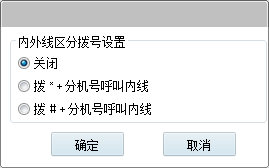 内外线区分拨号设置
关闭
拨 * + 分机号呼叫内线
拨 # + 分机号呼叫内线
确定 取消